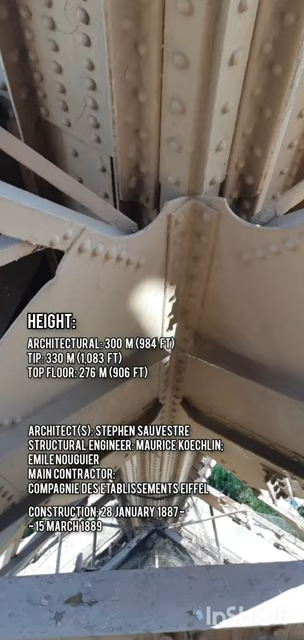 HEIGHT:
ARCHITECTURAL: 300 M (984 FT)
TIP: 330 M (1,083 FT)
TOP FLOOR: 276 M (906 FT)
ARCHITECT(S): STEPHEN SAUVESTRE
STRUCTURAL ENGINEER: MAURICE KOECHLIN;
EMILE NOUGUIER
MAIN CONTRACTOR:
COMPAGNIE DES ETABLISSEMENTS EIFFEL
CONSTRUCTION: 28 JANUARY 1887 -
- 15 MARCH 1889
InShot